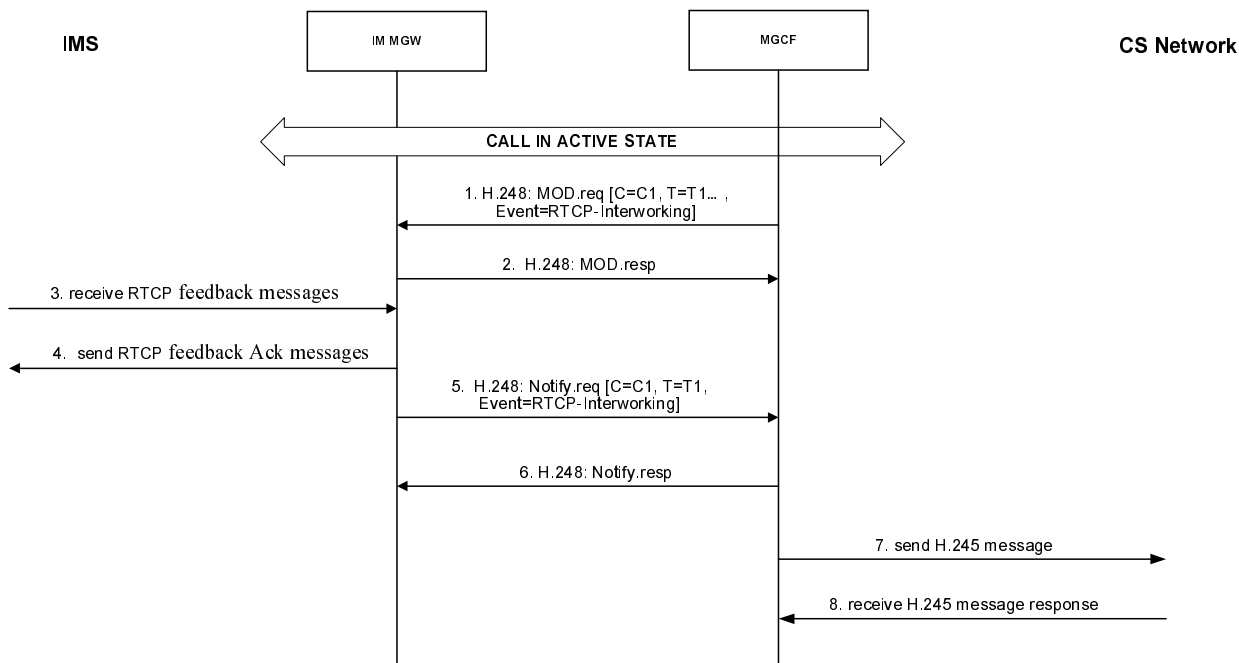 IMS
IM MGW
MGCF
CS Network
CALL IN ACTIVE STATE
1. H.248: MOD.req [C=C1, T=T1… ,
Event=RTCP-Interworking]
2. H.248: MOD.resp
3. receive RTCP feedback messages
4. send RTCP feedback Ack messages
5. H.248: Notify.req [C=C1, T=T1,
Event=RTCP-Interworking]
6. H.248: Notify.resp
7. send H.245 message
8. receive H.245 message response